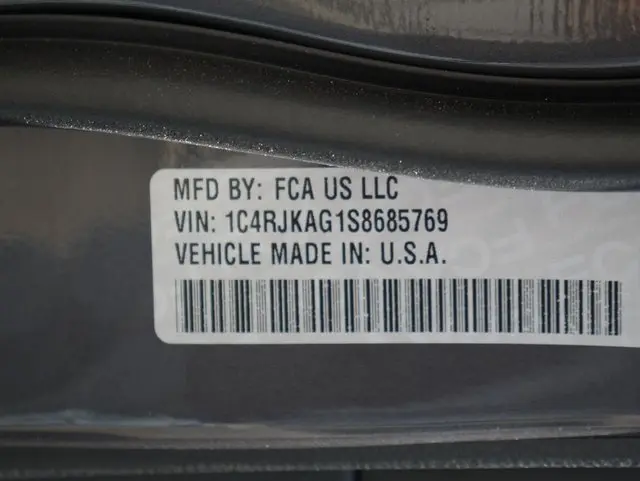 MFD BY: FCA US LLC
VIN: 1C4RJKAG1S8685769
VEHICLE MADE IN: U.S.A.